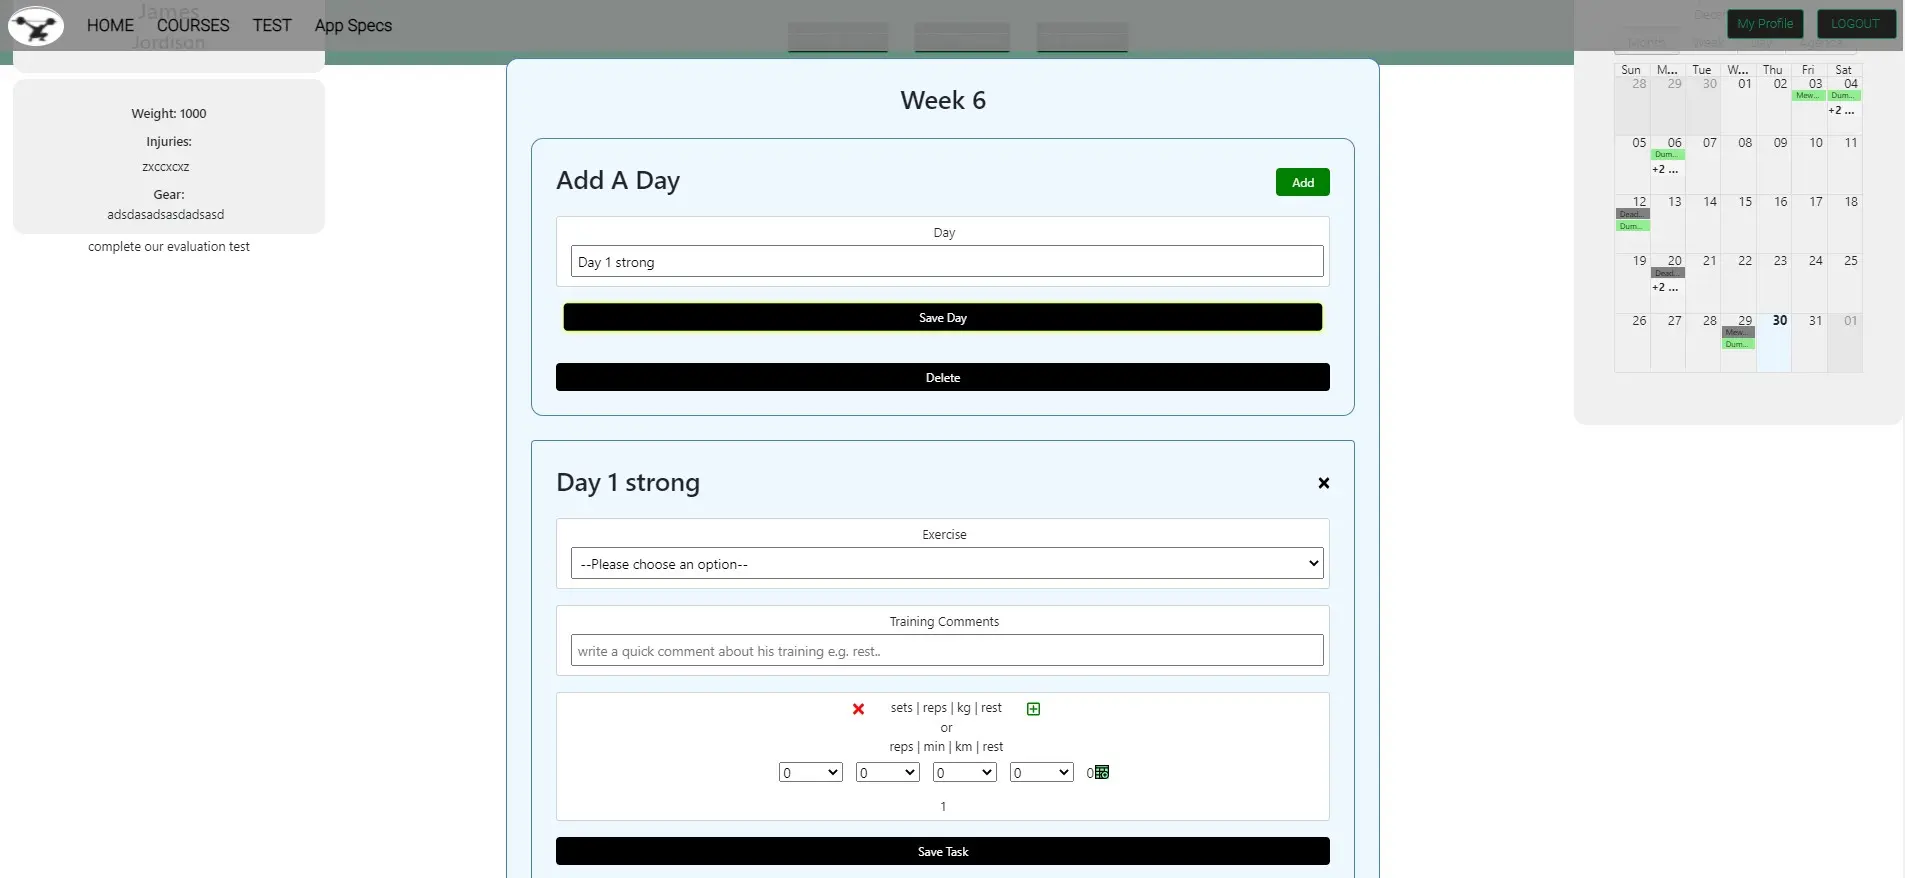 HOME COURSES TEST App Specs
My Profile LOGOUT
James
Jordison
Weight: 1000
Injuries:
zxccxcxz
Gear:
adsdasadsasdadsasd
complete our evaluation test
Week 6
Add A Day
Add
Day
Day 1 strong
Save Day
Delete
Day 1 strong
×
Exercise
--Please choose an option--
Training Comments
write a quick comment about his training e.g. rest..
sets | reps | kg | rest
or
reps | min | km | rest
0 0 0 0 0
1
Save Task
Sun M... Tue W... Thu Fri Sat
28 29 30 01 02 03 04
Mew... Dum...
+2 ...
05 06 07 08 09 10 11
Dum...
+2 ...
12 13 14 15 16 17 18
Dead...
Dum...
19 20 21 22 23 24 25
Dead...
+2 ...
26 27 28 29 30 31 01
Mew...
Dum...